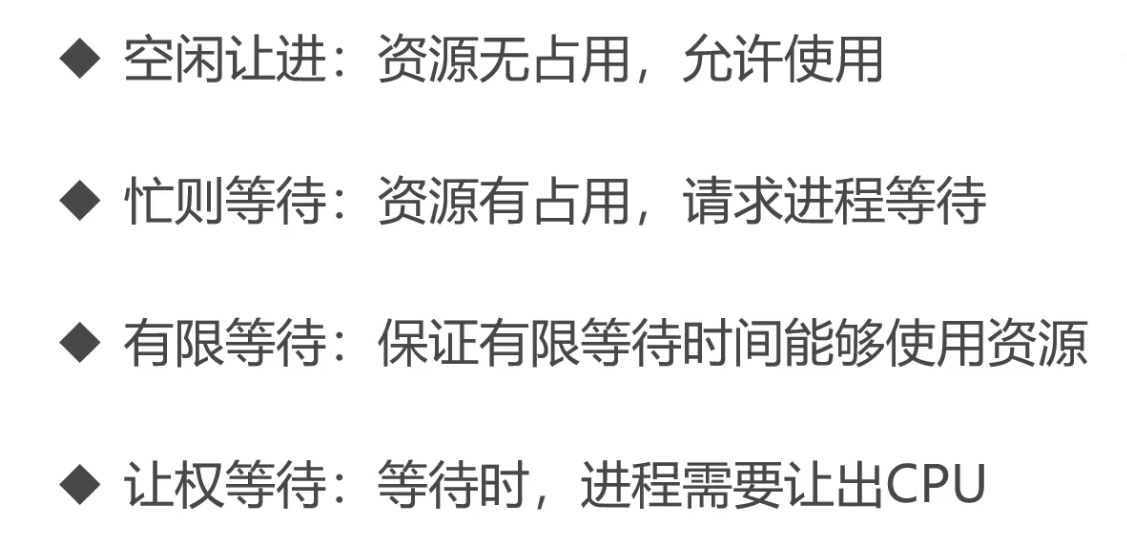 ◆ 空闲让进：资源无占用，允许使用
◆ 忙则等待：资源有占用，请求进程等待
◆ 有限等待：保证有限等待时间能够使用资源
◆ 让权等待：等待时，进程需要让出CPU